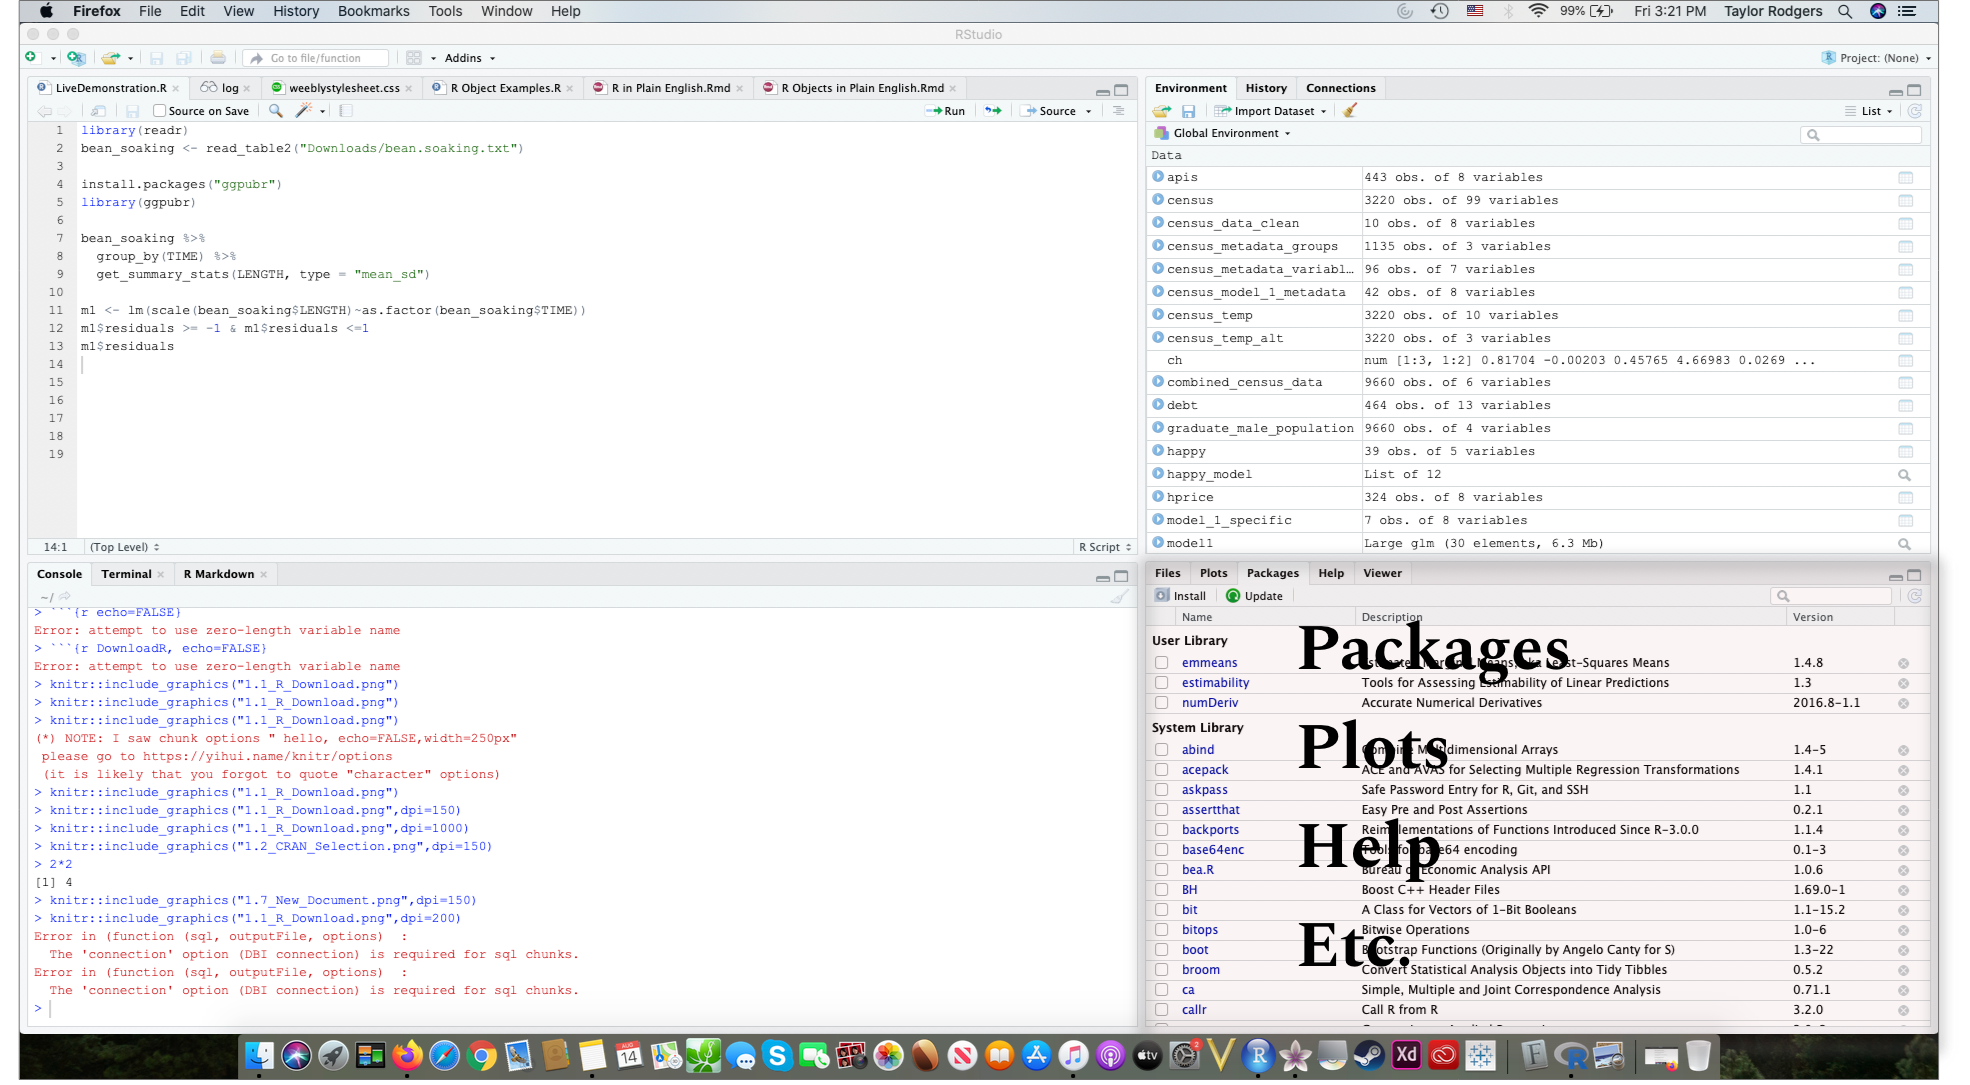 Firefox File Edit View History Bookmarks Tools Window Help 99% Fri 3:21 PM Taylor Rodgers
RStudio
Go to file/function Addins Project: (None)
LiveDemonstration.R log weeblystylesheet.css R Object Examples.R R in Plain English.Rmd R Objects in Plain English.Rmd
Source on Save Run Source
1 library(readr)
2 bean_soaking <- read_table2("Downloads/bean.soaking.txt")
3
4 install.packages("ggpubr")
5 library(ggpubr)
6
7 bean_soaking %>%
8 group_by(TIME) %>%
9 get_summary_stats(LENGTH, type = "mean_sd")
10
11 m1 <- lm(scale(bean_soaking$LENGTH)~as.factor(bean_soaking$TIME))
12 m1$residuals >= -1 & m1$residuals <=1
13 m1$residuals
14
15
16
17
18
19
14:1 (Top Level) R Script
Console Terminal R Markdown
~/
> ```{r echo=FALSE}
Error: attempt to use zero-length variable name
> ```{r DownloadR, echo=FALSE}
Error: attempt to use zero-length variable name
> knitr::include_graphics("1.1_R_Download.png")
> knitr::include_graphics("1.1_R_Download.png")
> knitr::include_graphics("1.1_R_Download.png")
(*) NOTE: I saw chunk options " hello, echo=FALSE,width=250px"
please go to https://yihui.name/knitr/options
(it is likely that you forgot to quote "character" options)
> knitr::include_graphics("1.1_R_Download.png")
> knitr::include_graphics("1.1_R_Download.png",dpi=150)
> knitr::include_graphics("1.1_R_Download.png",dpi=1000)
> knitr::include_graphics("1.2_CRAN_Selection.png",dpi=150)
> 2*2
[1] 4
> knitr::include_graphics("1.7_New_Document.png",dpi=150)
> knitr::include_graphics("1.1_R_Download.png",dpi=200)
Error in (function (sql, outputFile, options) :
The 'connection' option (DBI connection) is required for sql chunks.
Error in (function (sql, outputFile, options) :
The 'connection' option (DBI connection) is required for sql chunks.
>
Environment History Connections
Import Dataset List
Global Environment
Data
apis 443 obs. of 8 variables
census 3220 obs. of 99 variables
census_data_clean 10 obs. of 8 variables
census_metadata_groups 1135 obs. of 3 variables
census_metadata_variabl… 96 obs. of 7 variables
census_model_1_metadata 42 obs. of 8 variables
census_temp 3220 obs. of 10 variables
census_temp_alt 3220 obs. of 3 variables
ch num [1:3, 1:2] 0.81704 -0.00203 0.45765 4.66983 0.0269 ...
combined_census_data 9660 obs. of 6 variables
debt 464 obs. of 13 variables
graduate_male_population 9660 obs. of 4 variables
happy 39 obs. of 5 variables
happy_model List of 12
hprice 324 obs. of 8 variables
model_1_specific 7 obs. of 8 variables
model1 Large glm (30 elements, 6.3 Mb)
Files Plots Packages Help Viewer
Install Update
Name Description Version
User Library
Packages
emmeans Means, aka Least-Squares Means 1.4.8
estimability Tools for Assessing Estimability of Linear Predictions 1.3
numDeriv Accurate Numerical Derivatives 2016.8-1.1
System Library
Plots
abind Combine Multidimensional Arrays 1.4-5
acepack ACE and AVAS for Selecting Multiple Regression Transformations 1.4.1
askpass Safe Password Entry for R, Git, and SSH 1.1
assertthat Easy Pre and Post Assertions 0.2.1
Help
backports Reimplementations of Functions Introduced Since R-3.0.0 1.1.4
base64enc Tools for base64 encoding 0.1-3
bea.R Bureau of Economic Analysis API 1.0.6
BH Boost C++ Header Files 1.69.0-1
bit A Class for Vectors of 1-Bit Booleans 1.1-15.2
Etc.
bitops Bitwise Operations 1.0-6
boot Bootstrap Functions (Originally by Angelo Canty for S) 1.3-22
broom Convert Statistical Analysis Objects into Tidy Tibbles 0.5.2
ca Simple, Multiple and Joint Correspondence Analysis 0.71.1
callr Call R from R 3.2.0
AUG 14 tv 2 R Xd F R